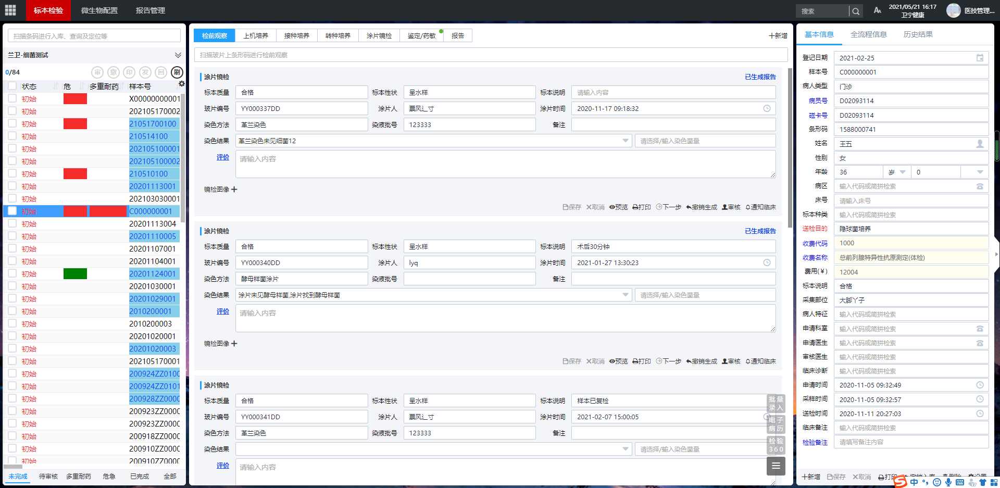 标本检验 微生物配置 报告管理 搜索 2021/05/21 16:17 医技管理...
卫宁健康
扫描条码进行入库、查询及定位等
兰卫-细菌测试
0/84 审 撤 印 发 回 刷
状态 危 多重耐药 样本号
初始 X00000000001
初始 202105170002
初始 21051700100
初始 210514100
初始 202105100001
初始 202105100002
初始 210510100
初始 20201113001
初始 202103030001
初始 C000000001
初始 20201113004
初始 20201110005
初始 20201107001
初始 20201104001
初始 20201124001
初始 20201030001
初始 20201029001
初始 2010200001
初始 2010200003
初始 20201020001
初始 20201020003
初始 202105170001
初始 200924ZZ0100
初始 200924ZZ0101
初始 200928ZZ0000
初始 200923ZZ0000
初始 200923ZZ0000
初始 200918ZZ0000
初始 200910ZZ0000
初始 200910ZZ0000
未完成 待审核 多重耐药 危急 已完成 全部
检前观察 上机培养 接种培养 转种培养 涂片镜检 鉴定/药敏 报告 新增
扫描玻片上条形码进行检前观察
涂片镜检 已生成报告
标本质量 合格 标本性状 呈水样 标本说明 请输入内容
玻片编号 YY000337DD 涂片人 票风辶寸 涂片时间 2020-11-17 09:18:32
染色方法 革兰染色 染液批号 123333 备注
染色结果 革兰染色未见细菌12 请选择/输入染色菌量
评价 请输入内容
镜检图像
保存 取消 预览 打印 下一步 撤销生成 审核 通知临床
涂片镜检 已生成报告
标本质量 合格 标本性状 呈水样 标本说明 术后30分钟
玻片编号 YY000340DD 涂片人 lyq 涂片时间 2021-01-27 13:30:23
染色方法 酵母样菌涂片 染液批号 备注
染色结果 涂片未见酵母样菌,涂片找到酵母样菌 请选择/输入染色菌量
评价 请输入内容
镜检图像
保存 取消 预览 打印 下一步 撤销生成 审核 通知临床
涂片镜检
标本质量 合格 标本性状 呈水样 标本说明 样本已复检
玻片编号 YY000341DD 涂片人 票风辶寸 涂片时间 2021-02-07 15:00:05
染色方法 革兰染色 染液批号 123333 备注
染色结果 请选择/输入染色菌量
评价 请输入内容
批量
录入
电子
病历
检验
360
基本信息 全流程信息 历史结果
登记日期 2021-02-25
样本号 C000000001
病人类型 门诊
病员号 D02093114
磁卡号 D02093114
条形码 1588000741
姓名 王五
性别 女
年龄 36 岁 0
病区 输入代码或简拼检索
床号 请输入床号
标本种类 输入代码或简拼检索
送检目的 隐球菌培养
收费代码 1000
收费名称 总前列腺特异性抗原测定(体检)
费用(¥) 12004
标本说明 合格
采集部位 大脚丫子
病人特征 输入代码或简拼检索
申请科室 输入代码或简拼检索
申请医生 输入代码或简拼检索
审核医生 输入代码或简拼检索
临床诊断 输入代码或简拼检索
申请时间 2020-11-05 09:32:49
采样时间 2020-11-05 09:32:57
送检时间 2020-11-11 20:27:03
临床备注 输入代码或简拼检索
检验备注 请填写备注内容
新增 保存 取消 打印
中